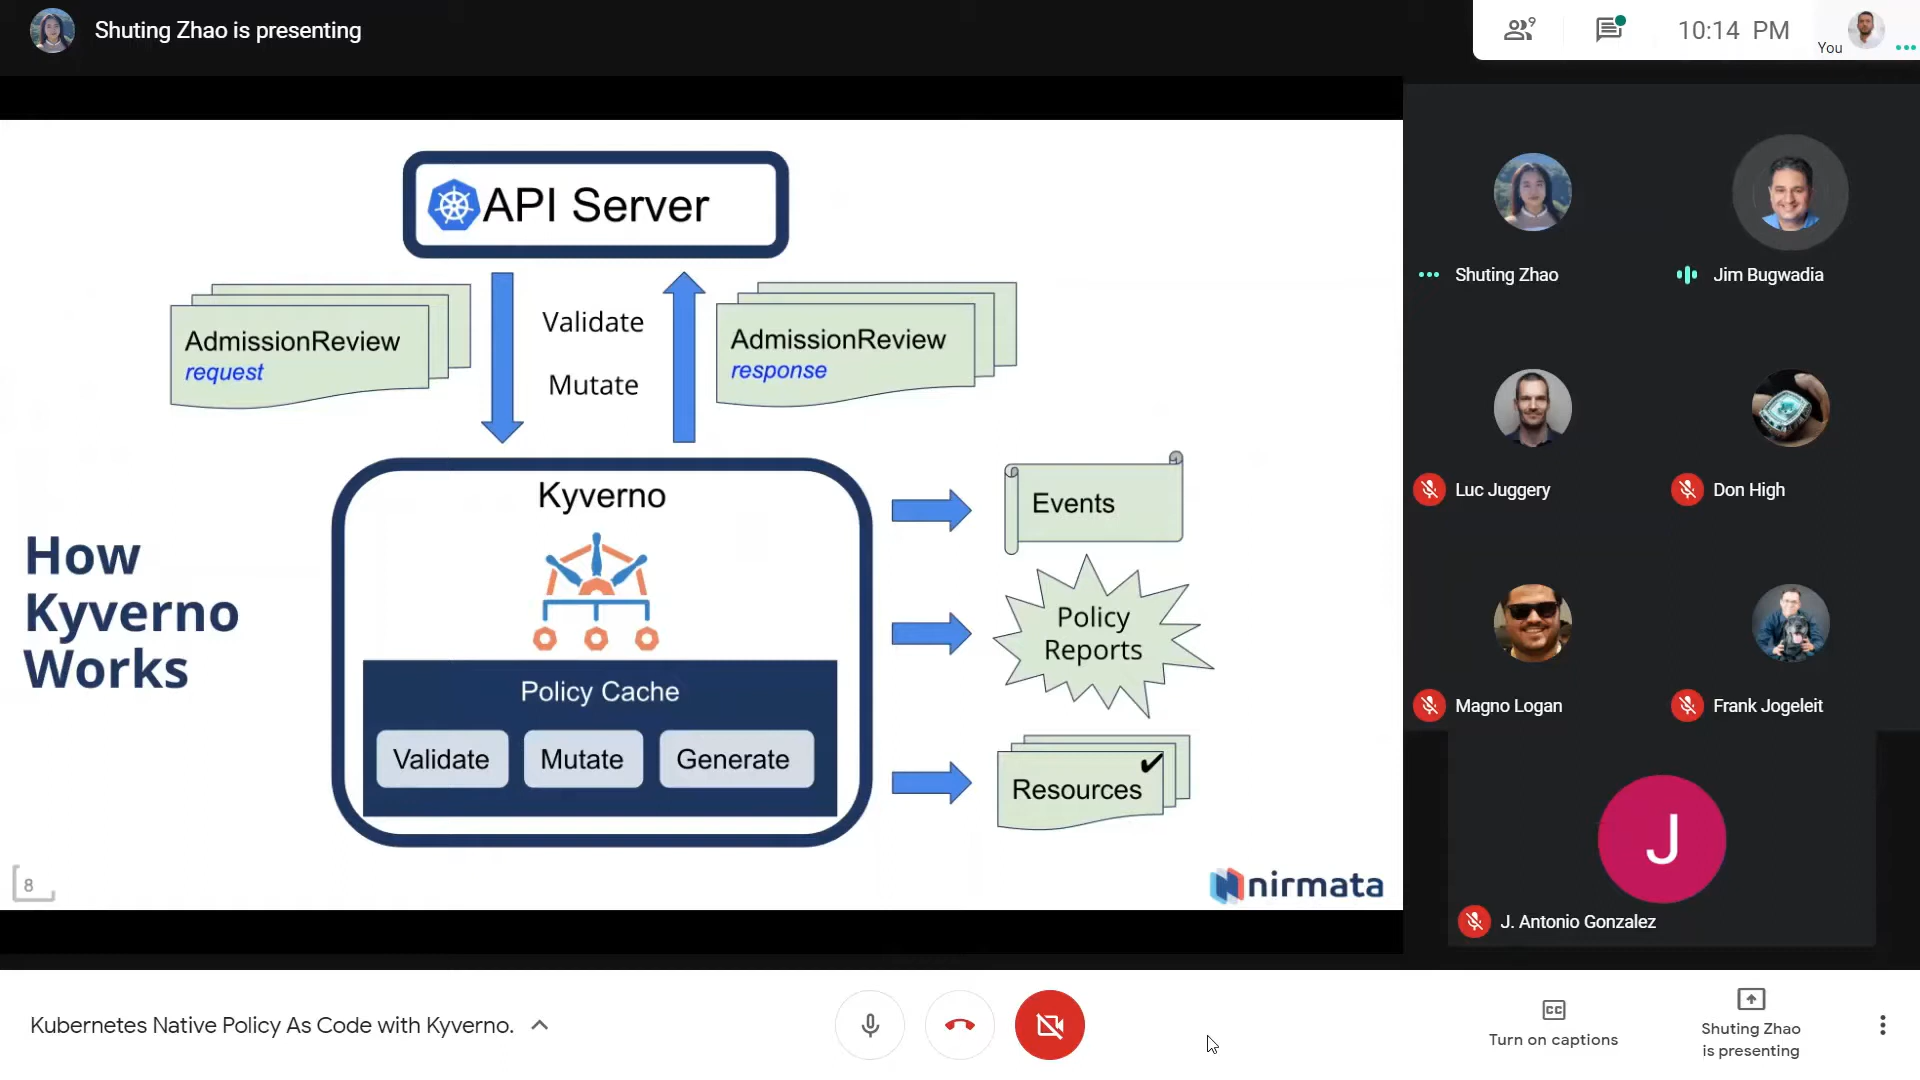 Shuting Zhao is presenting
9
10:14 PM
You
API Server
AdmissionReview
request
Validate
Mutate
AdmissionReview
response
Kyverno
Events
How
Kyverno
Works
Policy
Reports
Policy Cache
Validate
Mutate
Generate
Resources
8
nirmata
Shuting Zhao
Jim Bugwadia
Luc Juggery
Don High
Magno Logan
Frank Jogeleit
J
J. Antonio Gonzalez
Kubernetes Native Policy As Code with Kyverno.
CC
Turn on captions
Shuting Zhao
is presenting